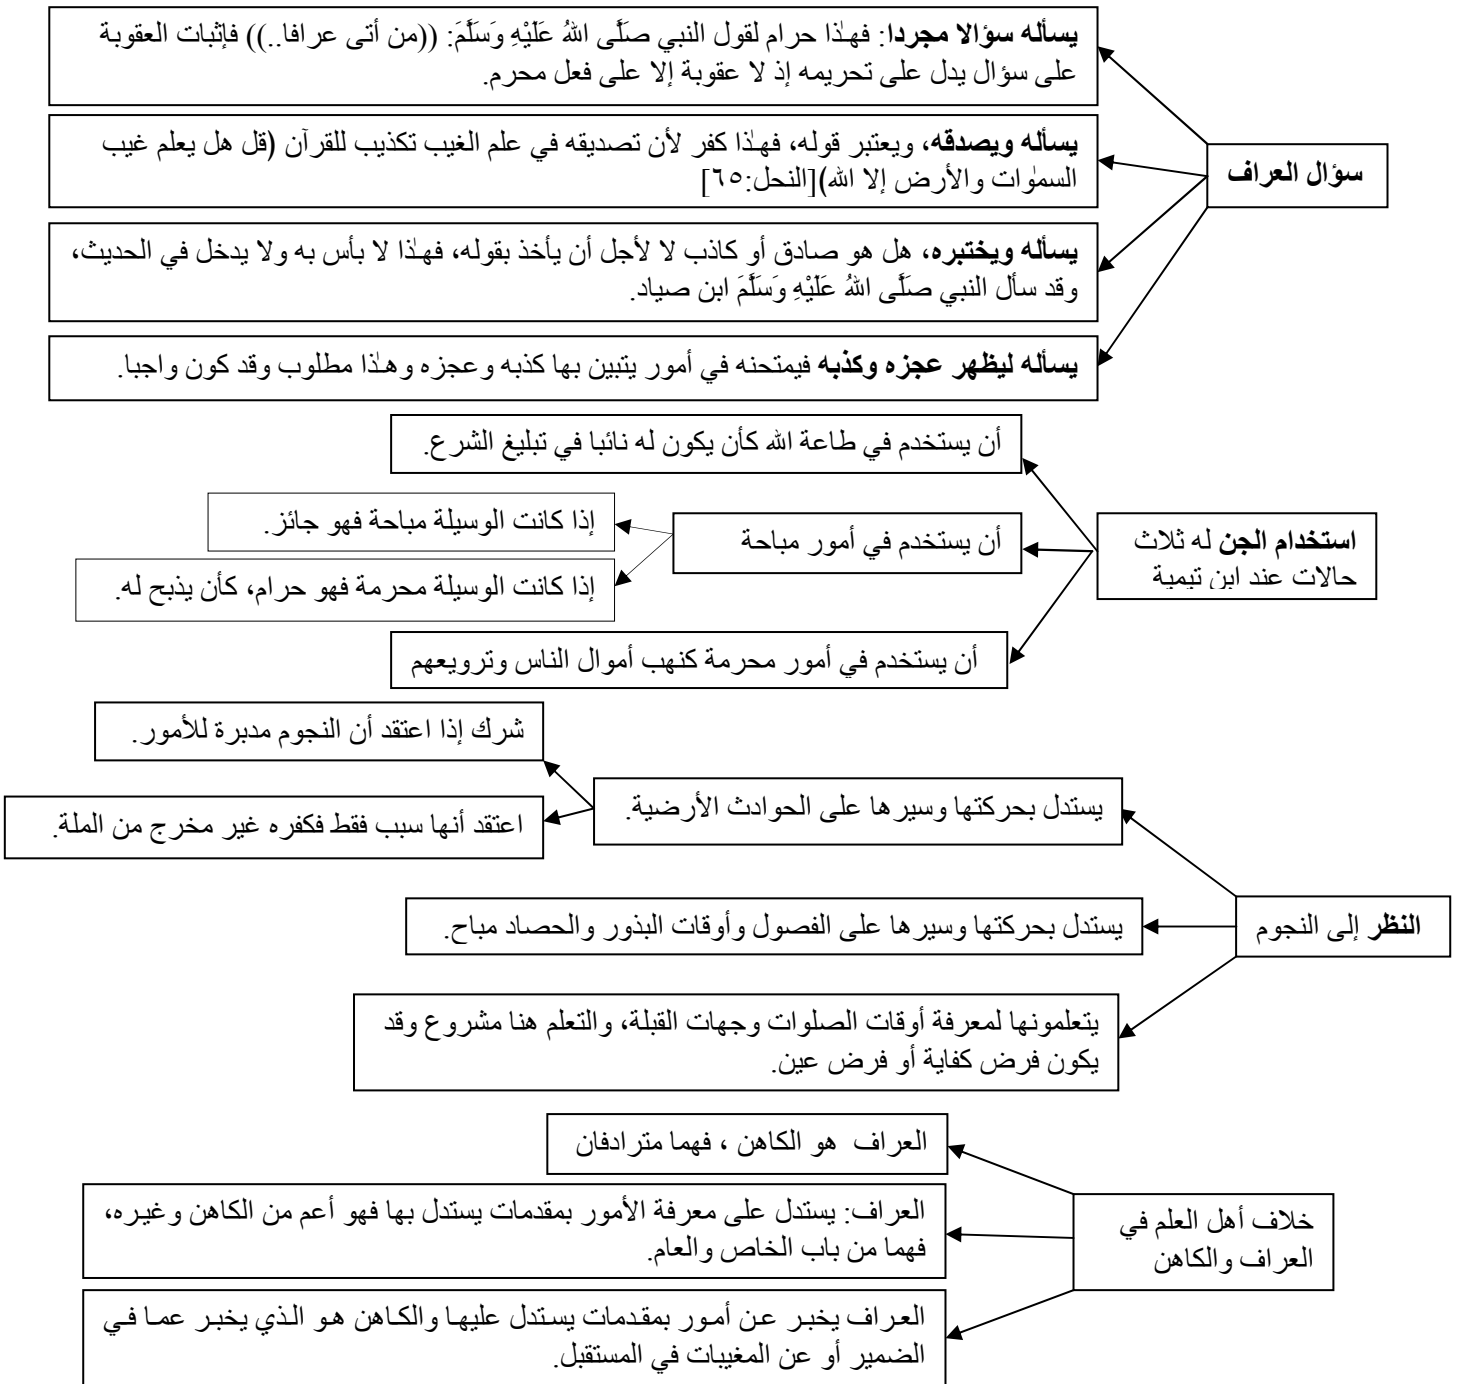 سؤال العراف
يسأله سؤالا مجردا: فهٰذا حرام لقول النبي صَلَّى اللهُ عَلَيْهِ وَسَلَّمَ: ((من أتى عرافا..)) فإثبات العقوبة
على سؤال يدل على تحريمه إذ لا عقوبة إلا على فعل محرم.
يسأله ويصدقه، ويعتبر قوله، فهٰذا كفر لأن تصديقه في علم الغيب تكذيب للقرآن (قل هل يعلم غيب
السمٰوات والأرض إلا الله)[النحل:٦٥]
يسأله ويختبره، هل هو صادق أو كاذب لا لأجل أن يأخذ بقوله، فهٰذا لا بأس به ولا يدخل في الحديث،
وقد سأل النبي صَلَّى اللهُ عَلَيْهِ وَسَلَّمَ ابن صياد.
يسأله ليظهر عجزه وكذبه فيمتحنه في أمور يتبين بها كذبه وعجزه وهٰذا مطلوب وقد كون واجبا.
استخدام الجن له ثلاث
حالات عند ابن تيمية
أن يستخدم في طاعة الله كأن يكون له نائبا في تبليغ الشرع.
أن يستخدم في أمور مباحة
إذا كانت الوسيلة مباحة فهو جائز.
إذا كانت الوسيلة محرمة فهو حرام، كأن يذبح له.
أن يستخدم في أمور محرمة كنهب أموال الناس وترويعهم
النظر إلى النجوم
يستدل بحركتها وسيرها على الحوادث الأرضية.
شرك إذا اعتقد أن النجوم مدبرة للأمور.
اعتقد أنها سبب فقط فكفره غير مخرج من الملة.
يستدل بحركتها وسيرها على الفصول وأوقات البذور والحصاد مباح.
يتعلمونها لمعرفة أوقات الصلوات وجهات القبلة، والتعلم هنا مشروع وقد
يكون فرض كفاية أو فرض عين.
خلاف أهل العلم في
العراف والكاهن
العراف هو الكاهن ، فهما مترادفان
العراف: يستدل على معرفة الأمور بمقدمات يستدل بها فهو أعم من الكاهن وغيره،
فهما من باب الخاص والعام.
العراف يخبر عن أمور بمقدمات يستدل عليها والكاهن هو الذي يخبر عما في
الضمير أو عن المغيبات في المستقبل.